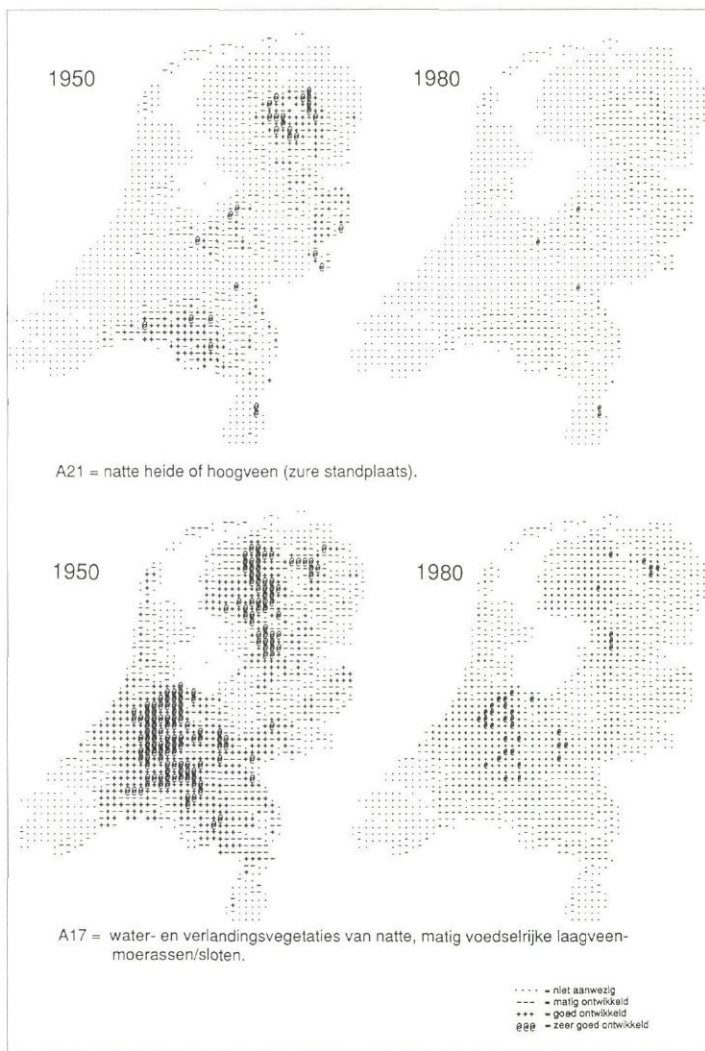 1950
1980
A21 = natte heide of hoogveen (zure standplaats).
1950
1980
A17 = water- en verlandingsvegetaties van natte, matig voedselrijke laagveen-
moerassen/sloten.
.... = niet aanwezig
--- = matig ontwikkeld
+++ = goed ontwikkeld
@@@ = zeer goed ontwikkeld